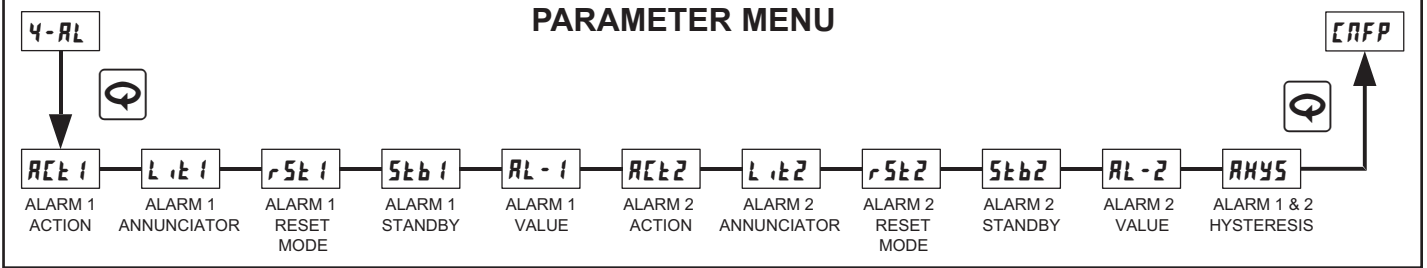 PARAMETER MENU
4-AL
CNFP
ACt1
Lit1
rSt1
Stb1
AL-1
ACt2
Lit2
rSt2
Stb2
AL-2
AHYS
ALARM 1
ACTION
ALARM 1
ANNUNCIATOR
ALARM 1
RESET
MODE
ALARM 1
STANDBY
ALARM 1
VALUE
ALARM 2
ACTION
ALARM 2
ANNUNCIATOR
ALARM 2
RESET
MODE
ALARM 2
STANDBY
ALARM 2
VALUE
ALARM 1 & 2
HYSTERESIS